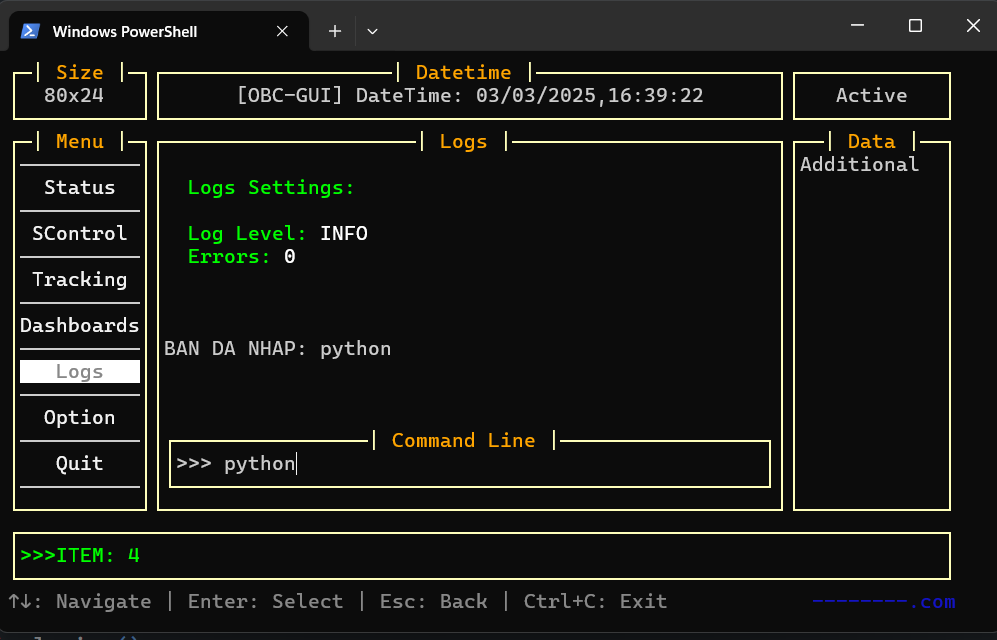 Windows PowerShell
Size
80x24
Datetime
[OBC-GUI] DateTime: 03/03/2025,16:39:22
Active
Menu
Status
SControl
Tracking
Dashboards
Logs
Option
Quit
Logs
Logs Settings:
Log Level: INFO
Errors: 0
BAN DA NHAP: python
Command Line
>>> python
Data
Additional
>>>ITEM: 4
↑↓: Navigate | Enter: Select | Esc: Back | Ctrl+C: Exit
--------.com